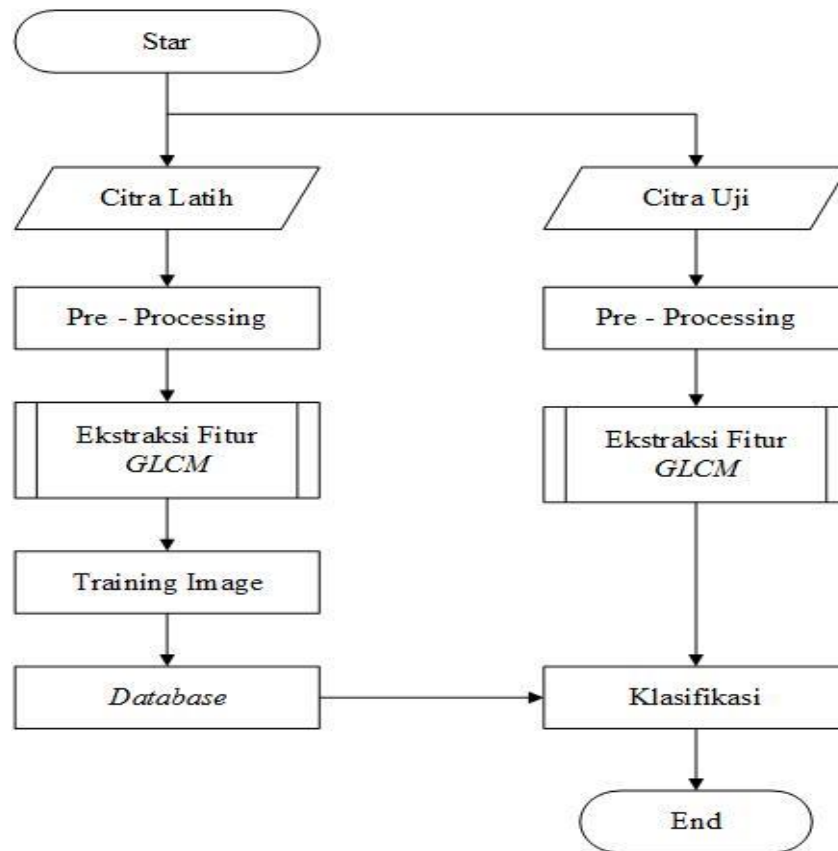 Star
Citra Latih
Citra Uji
Pre - Processing
Pre - Processing
Ekstraksi Fitur
GLCM
Ekstraksi Fitur
GLCM
Training Image
Database
Klasifikasi
End